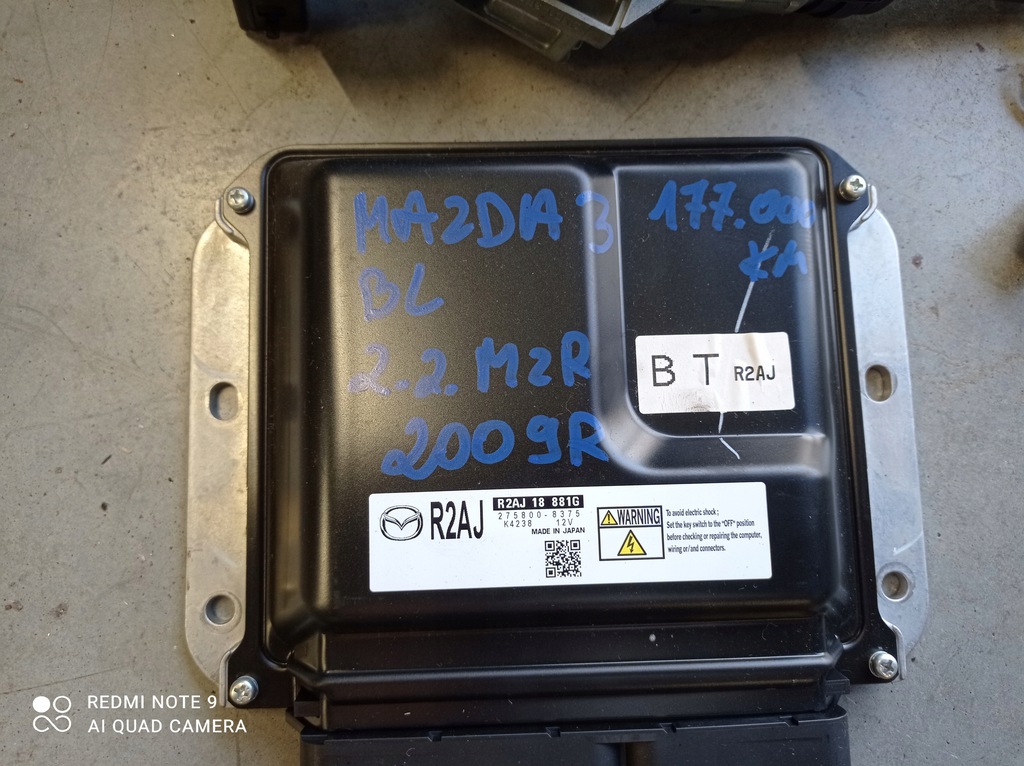 MAZDA 3
BL
2.2. MZR
2009R
177.000
KM
B T R2AJ
R2AJ
R2AJ 18 881G
275800-8375
K4238 12V
MADE IN JAPAN
WARNING
To avoid electric shock ;
Set the key switch to the "OFF" position
before checking or repairing the computer,
wiring or/and connectors.
REDMI NOTE 9
AI QUAD CAMERA